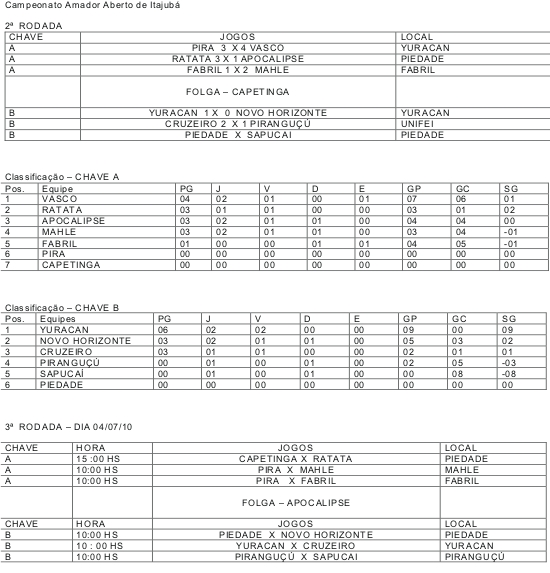 Campeonato Amador Aberto de Itajubá
2ª RODADA
CHAVE JOGOS LOCAL
A PIRA 3 X 4 VASCO YURACAN
A RATATA 3 X 1 APOCALIPSE PIEDADE
A FABRIL 1 X 2 MAHLE FABRIL
FOLGA – CAPETINGA
B YURACAN 1 X 0 NOVO HORIZONTE YURACAN
B CRUZEIRO 2 X 1 PIRANGUÇÙ UNIFEI
B PIEDADE X SAPUCAI PIEDADE
Classificação – CHAVE A
Pos. Equipe PG J V D E GP GC SG
1 VASCO 04 02 01 00 01 07 06 01
2 RATATA 03 01 01 00 00 03 01 02
3 APOCALIPSE 03 02 01 01 00 04 04 00
4 MAHLE 03 02 01 01 00 03 04 -01
5 FABRIL 01 00 00 01 01 04 05 -01
6 PIRA 00 00 00 00 00 00 00 00
7 CAPETINGA 00 00 00 00 00 00 00 00
Classificação – CHAVE B
Pos. Equipes PG J V D E GP GC SG
1 YURACAN 06 02 02 00 00 09 00 09
2 NOVO HORIZONTE 03 02 01 01 00 05 03 02
3 CRUZEIRO 03 01 01 00 00 02 01 01
4 PIRANGUÇÙ 00 01 00 01 00 02 05 -03
5 SAPUCAÍ 00 01 00 01 00 00 08 -08
6 PIEDADE 00 00 00 00 00 00 00 00
3ª RODADA – DIA 04/07/10
CHAVE HORA JOGOS LOCAL
A 15 :00 HS CAPETINGA X RATATA PIEDADE
A 10:00 HS PIRA X MAHLE MAHLE
A 10:00 HS PIRA X FABRIL FABRIL
FOLGA – APOCALIPSE
CHAVE HORA JOGOS LOCAL
B 10:00 HS PIEDADE X NOVO HORIZONTE PIEDADE
B 10 : 00 HS YURACAN X CRUZEIRO YURACAN
B 10:00 HS PIRANGUÇÙ X SAPUCAI PIRANGUÇÙ